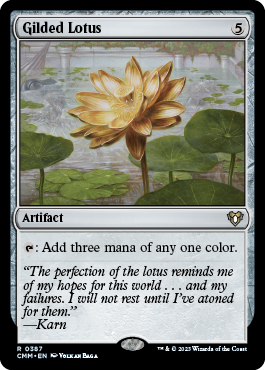 Gilded Lotus 5
Artifact
: Add three mana of any one color.
“The perfection of the lotus reminds me
of my hopes for this world . . . and my
failures. I will not rest until I’ve atoned
for them.”
—Karn
R 0387
CMM • EN Volkan Baga
™ & © 2023 Wizards of the Coast